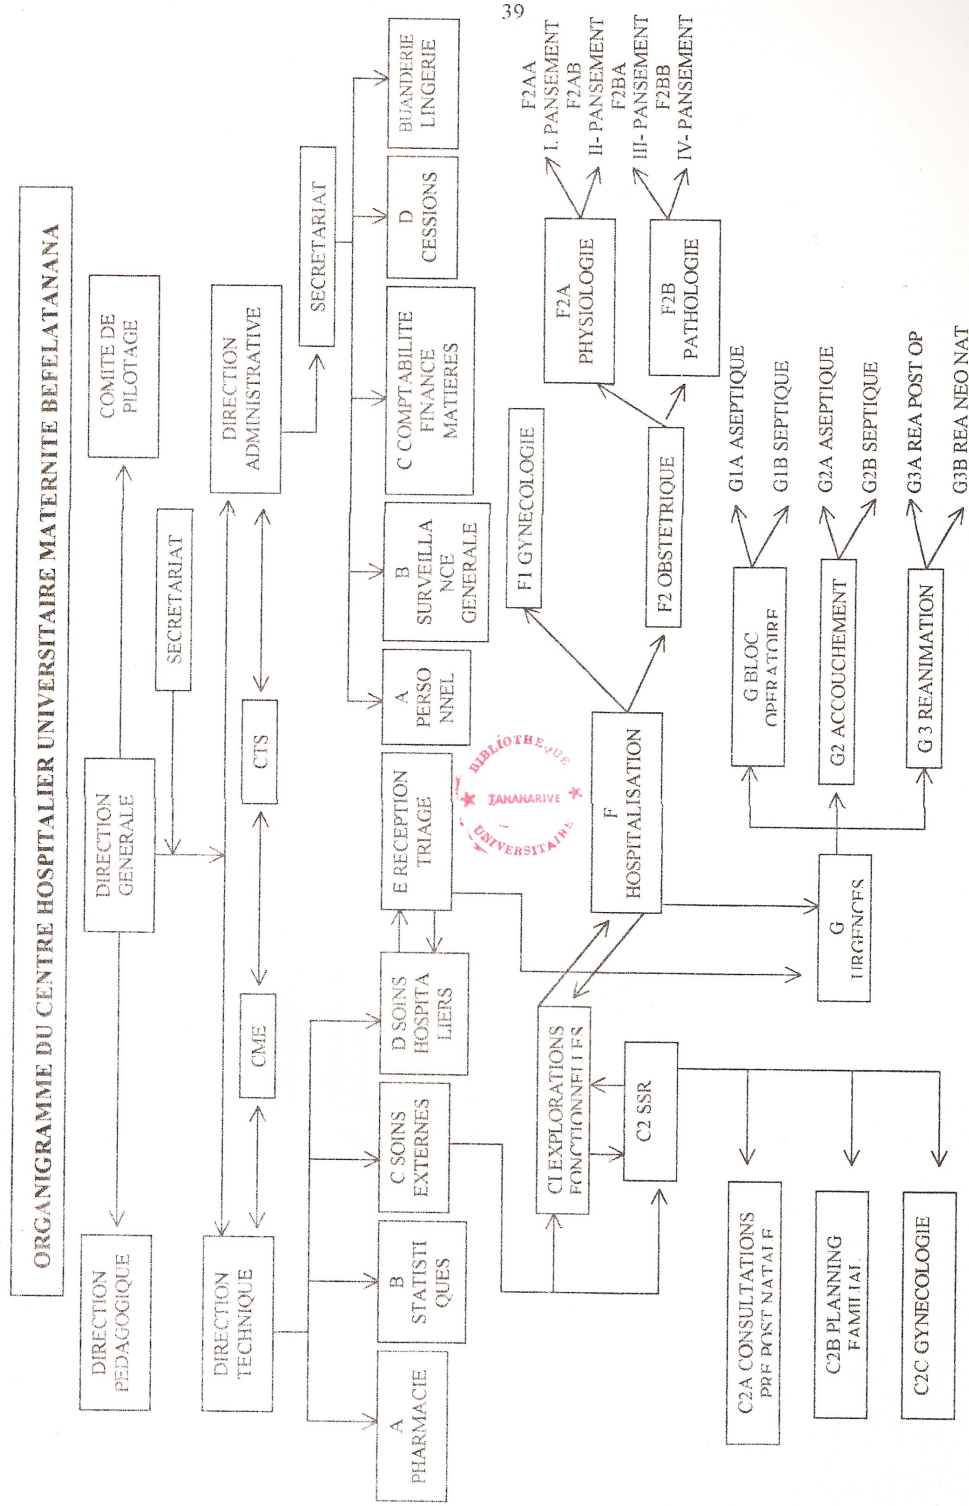 39
ORGANIGRAMME DU CENTRE HOSPITALIER UNIVERSITAIRE MATERNITE BEFELATANANA
DIRECTION
PEDAGOGIQUE
DIRECTION
GENERALE
COMITE DE
PILOTAGE
SECRETARIAT
DIRECTION
TECHNIQUE
CME
CTS
DIRECTION
ADMINISTRATIVE
SECRETARIAT
A
PHARMACIE
B
STATISTI
QUES
C SOINS
EXTERNES
D SOINS
HOSPITA
LIERS
E RECEPTION
TRIAGE
A
PERSO
NNEL
B
SURVEILLA
NCE
GENERALE
C COMPTABILITE
FINANCE
MATIERES
D
CESSIONS
BUANDERIE
LINGERIE
BIBLIOTHEQUE
TANANARIVE
UNIVERSITAIRE
CI EXPLORATIONS
FONCTIONNELLES
C2 SSR
F
HOSPITALISATION
F1 GYNECOLOGIE
F2 OBSTETRIQUE
F2A
PHYSIOLOGIE
F2B
PATHOLOGIE
F2AA
I. PANSEMENT
F2AB
II- PANSEMENT
F2BA
III- PANSEMENT
F2BB
IV- PANSEMENT
C2A CONSULTATIONS
PRE POST NATALE
C2B PLANNING
FAMILIAL
C2C GYNECOLOGIE
G
URGENCES
G BLOC
OPERATOIRE
G2 ACCOUCHEMENT
G 3 REANIMATION
G1A ASEPTIQUE
G1B SEPTIQUE
G2A ASEPTIQUE
G2B SEPTIQUE
G3A REA POST OP
G3B REA NEO NAT